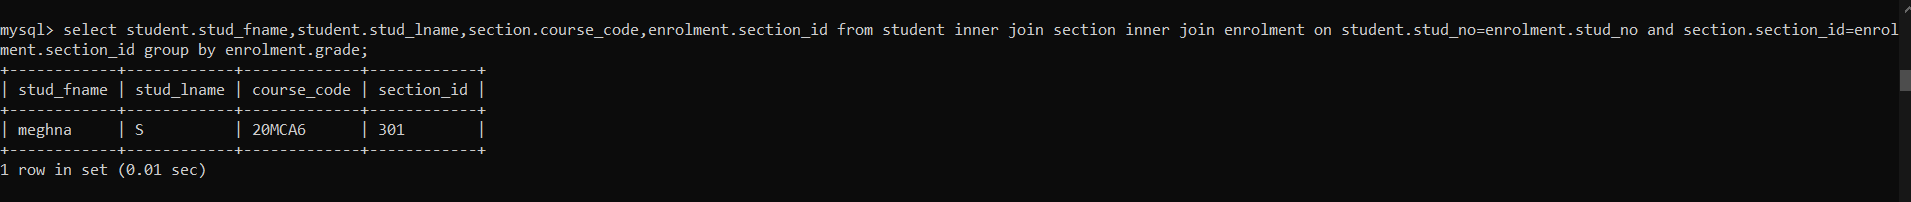 mysql> select student.stud_fname,student.stud_lname,section.course_code,enrolment.section_id from student inner join section inner join enrolment on student.stud_no=enrolment.stud_no and section.section_id=enrol
ment.section_id group by enrolment.grade;
+------------+------------+-------------+------------+
| stud_fname | stud_lname | course_code | section_id |
+------------+------------+-------------+------------+
| meghna     | S          | 20MCA6      | 301        |
+------------+------------+-------------+------------+
1 row in set (0.01 sec)